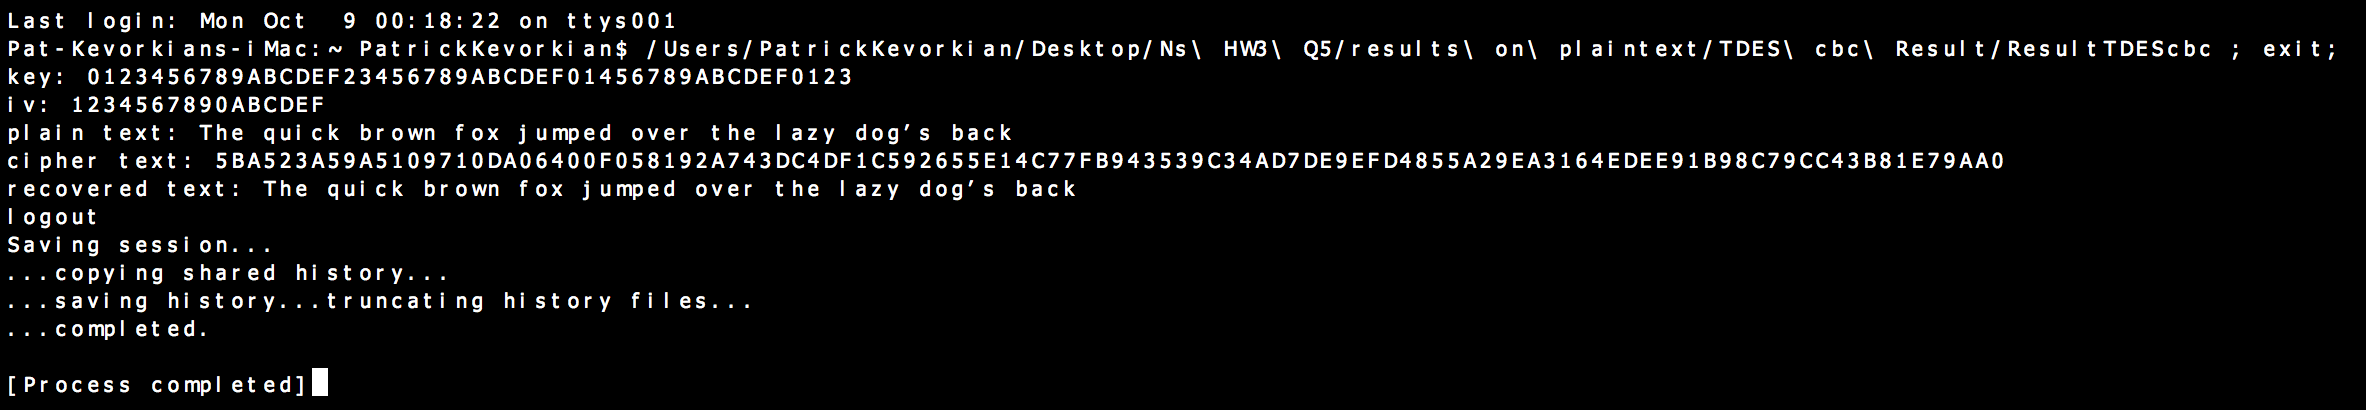 Last login: Mon Oct  9 00:18:22 on ttys001
Pat-Kevorkians-iMac:~ PatrickKevorkian$ /Users/PatrickKevorkian/Desktop/Ns\ HW3\ Q5/results\ on\ plaintext/TDES\ cbc\ Result/ResultTDEScbc ; exit;
key: 0123456789ABCDEF23456789ABCDEF01456789ABCDEF0123
iv: 1234567890ABCDEF
plain text: The quick brown fox jumped over the lazy dog’s back
cipher text: 5BA523A59A5109710DA06400F058192A743DC4DF1C592655E14C77FB943539C34AD7DE9EFD4855A29EA3164EDEE91B98C79CC43B81E79AA0
recovered text: The quick brown fox jumped over the lazy dog’s back
logout
Saving session...
...copying shared history...
...saving history...truncating history files...
...completed.

[Process completed]